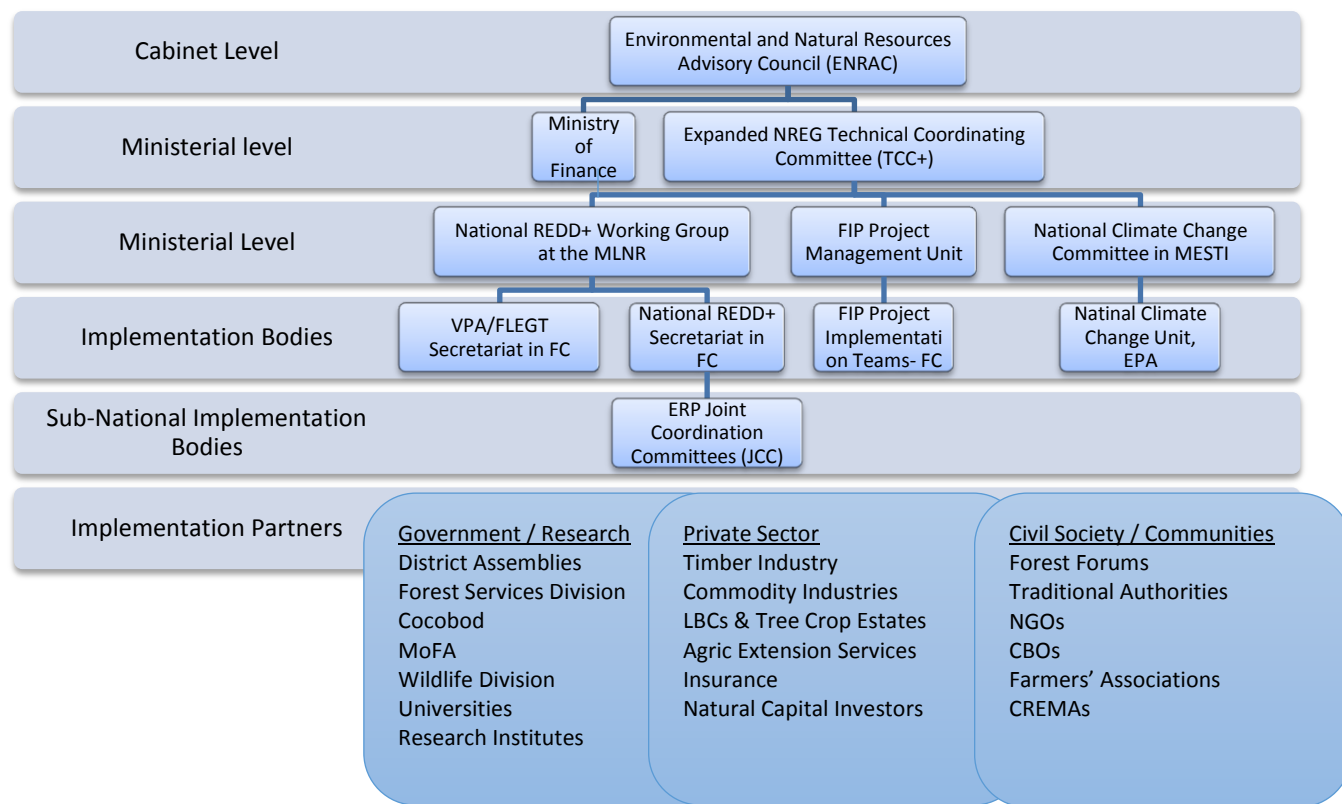 Cabinet Level
Environmental and Natural Resources
Advisory Council (ENRAC)
Ministerial level
Ministry
of
Finance
Expanded NREG Technical Coordinating
Committee (TCC+)
Ministerial Level
National REDD+ Working Group
at the MLNR
FIP Project
Management Unit
National Climate Change
Committee in MESTI
Implementation Bodies
VPA/FLEGT
Secretariat in FC
National REDD+
Secretariat in
FC
FIP Project
Implementati
on Teams- FC
Natinal Climate
Change Unit,
EPA
Sub-National Implementation
Bodies
ERP Joint
Coordination
Committees (JCC)
Implementation Partners
Government / Research
District Assemblies
Forest Services Division
Cocobod
MoFA
Wildlife Division
Universities
Research Institutes
Private Sector
Timber Industry
Commodity Industries
LBCs & Tree Crop Estates
Agric Extension Services
Insurance
Natural Capital Investors
Civil Society / Communities
Forest Forums
Traditional Authorities
NGOs
CBOs
Farmers’ Associations
CREMAs